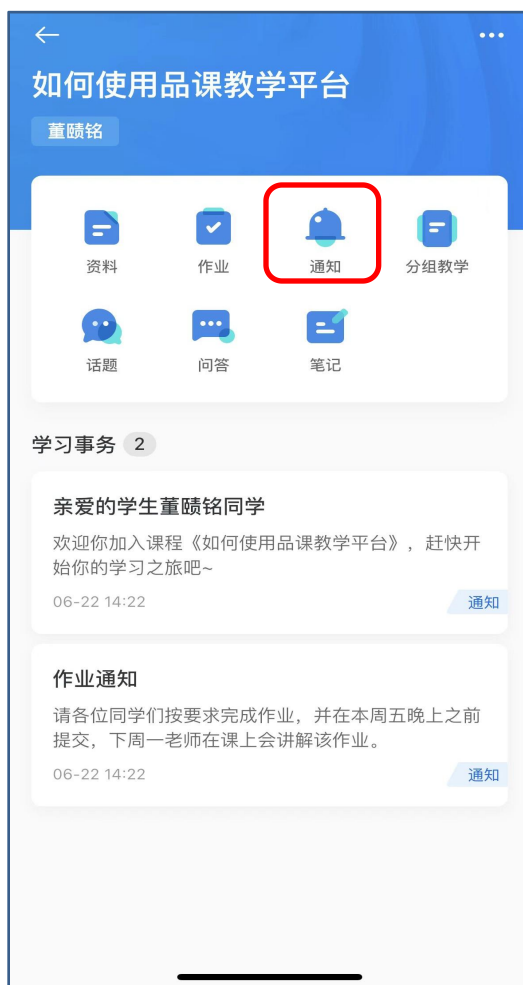 如何使用品课教学平台
董赜铭
资料 作业 通知 分组教学
话题 问答 笔记
学习事务 2
亲爱的学生董赜铭同学
欢迎你加入课程《如何使用品课教学平台》，赶快开
始你的学习之旅吧~
06-22 14:22 通知
作业通知
请各位同学们按要求完成作业，并在本周五晚上之前
提交，下周一老师在课上会讲解该作业。
06-22 14:22 通知